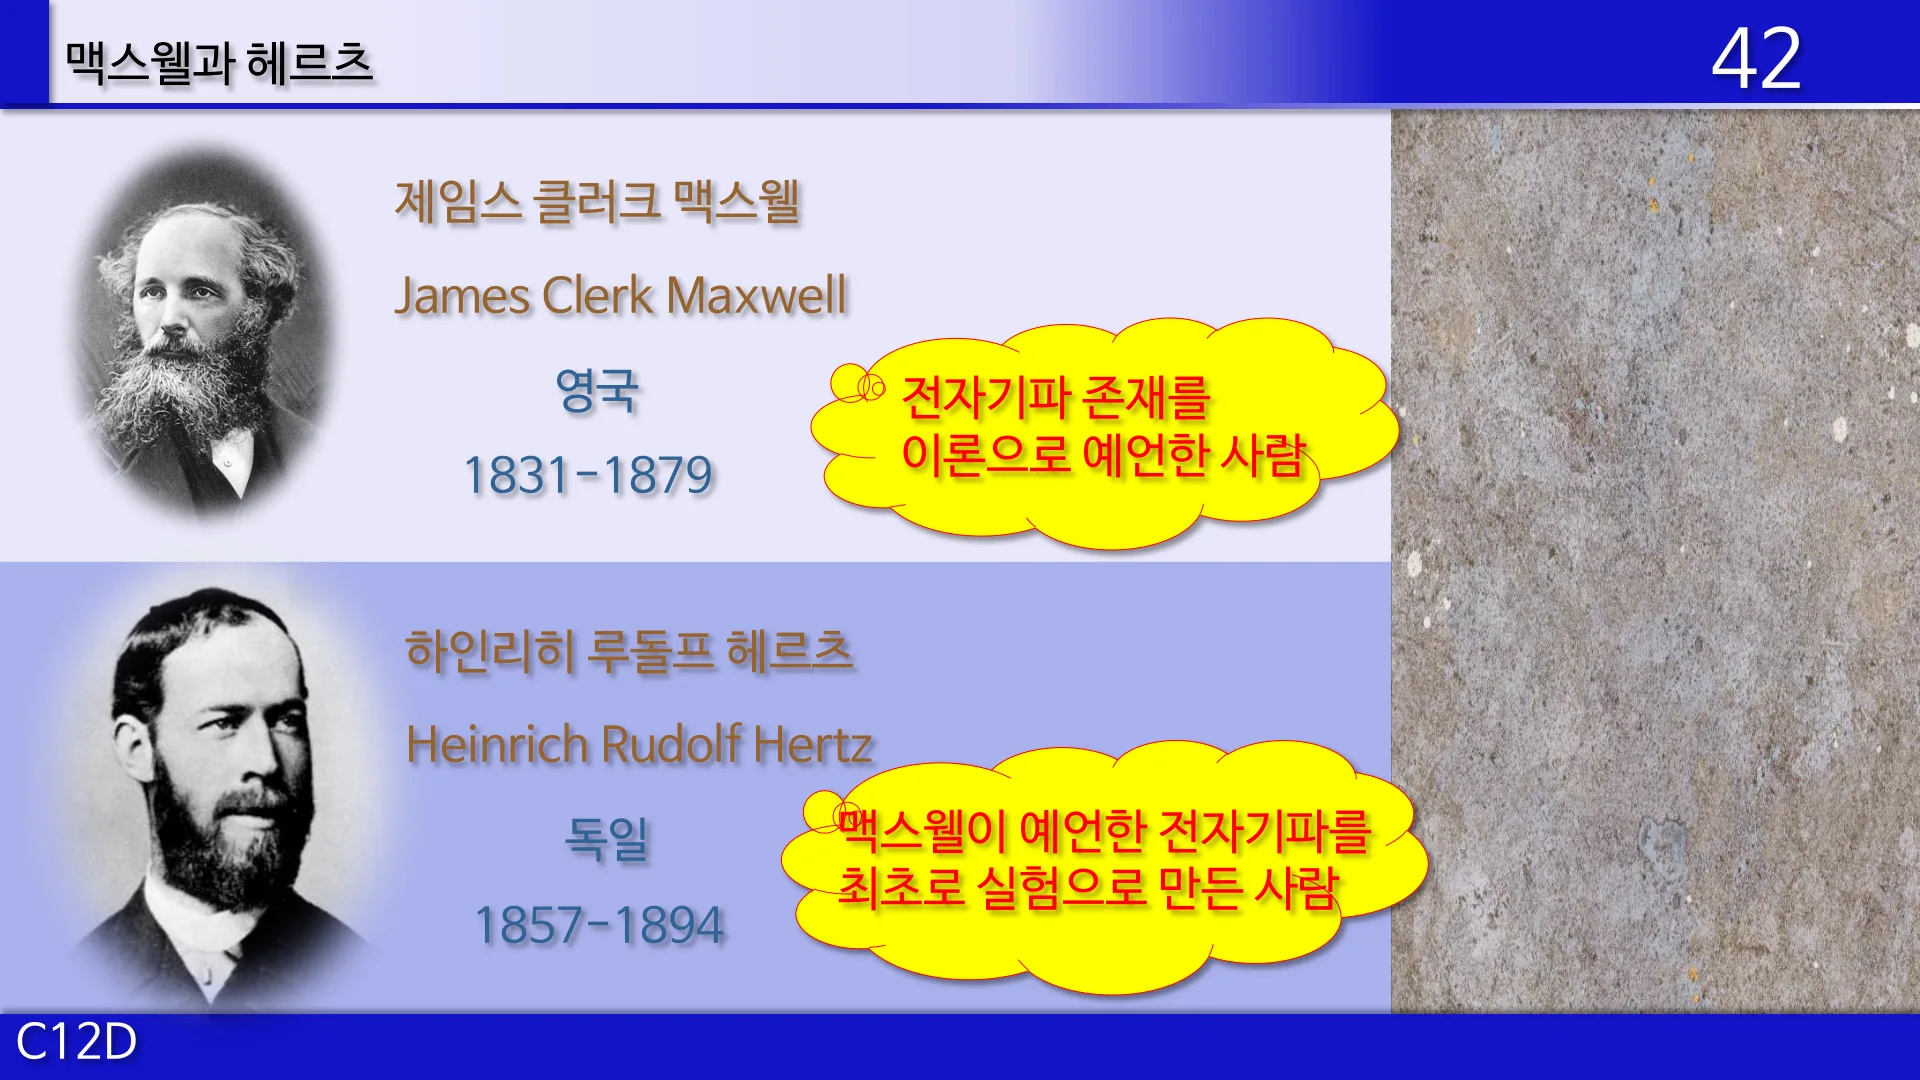 맥스웰과 헤르츠
42
제임스 클러크 맥스웰
James Clerk Maxwell
영국
1831-1879
전자기파 존재를
이론으로 예언한 사람
하인리히 루돌프 헤르츠
Heinrich Rudolf Hertz
독일
1857-1894
맥스웰이 예언한 전자기파를
최초로 실험으로 만든 사람
C12D